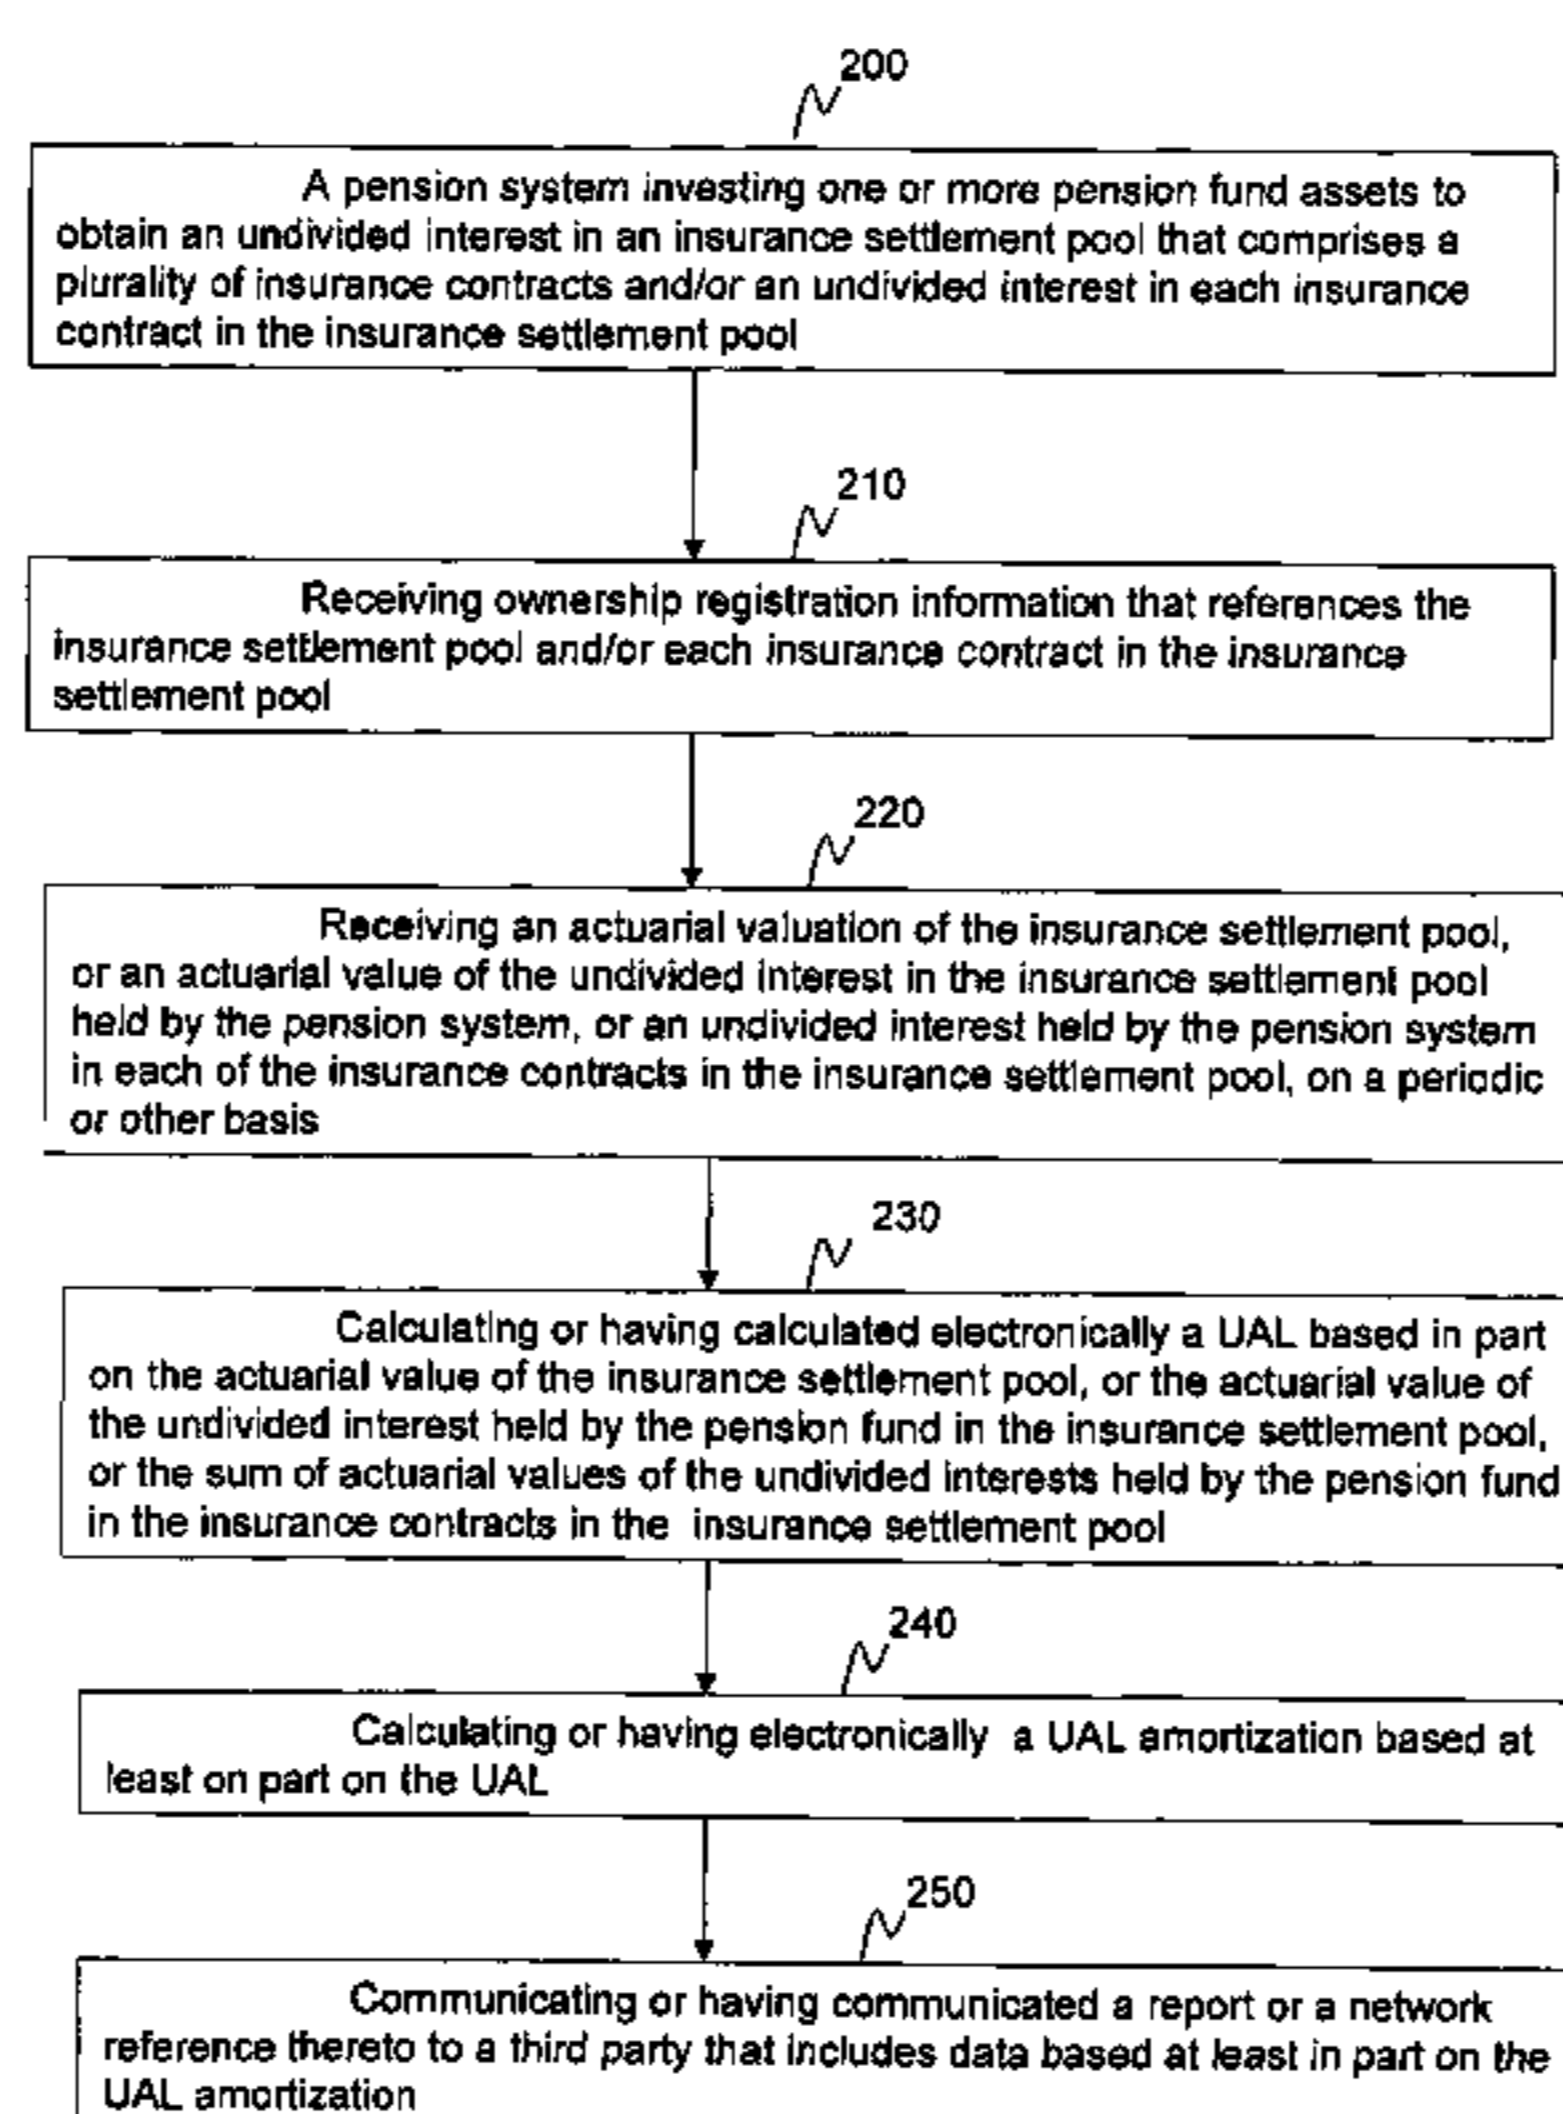 200
A pension system investing one or more pension fund assets to
obtain an undivided interest in an insurance settlement pool that comprises a
plurality of insurance contracts and/or an undivided interest in each insurance
contract in the insurance settlement pool
210
Receiving ownership registration information that references the
insurance settlement pool and/or each insurance contract in the insurance
settlement pool
220
Receiving an actuarial valuation of the insurance settlement pool,
or an actuarial value of the undivided interest in the insurance settlement pool
held by the pension system, or an undivided interest held by the pension system
in each of the insurance contracts in the insurance settlement pool, on a periodic
or other basis
230
Calculating or having calculated electronically a UAL based in part
on the actuarial value of the insurance settlement pool, or the actuarial value of
the undivided interest held by the pension fund in the insurance settlement pool,
or the sum of actuarial values of the undivided interests held by the pension fund
in the insurance contracts in the insurance settlement pool
240
Calculating or having electronically a UAL amortization based at
least on part on the UAL
250
Communicating or having communicated a report or a network
reference thereto to a third party that includes data based at least in part on the
UAL amortization